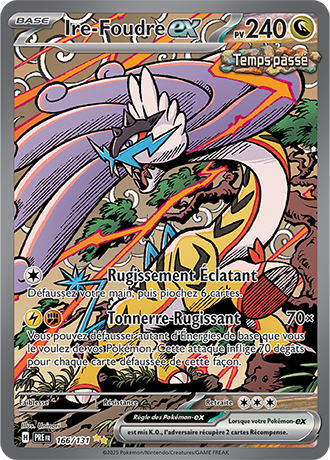 BASE Ire-Foudre ex PV 240
Temps passé
Rugissement Éclatant
Défaussez votre main, puis piochez 6 cartes.
Tonnerre-Rugissant 70×
Vous pouvez défausser autant d'Énergies de base que vous
le voulez de vos Pokémon. Cette attaque inflige 70 dégâts
pour chaque carte défaussée de cette façon.
Faiblesse Résistance Retraite
Illus.
Règle des Pokémon-ex Lorsque votre Pokémon-ex
est mis K.O., l'adversaire récupère 2 cartes Récompense.
H PRE FR 166/131
©2025 Pokémon/Nintendo/Creatures/GAME FREAK